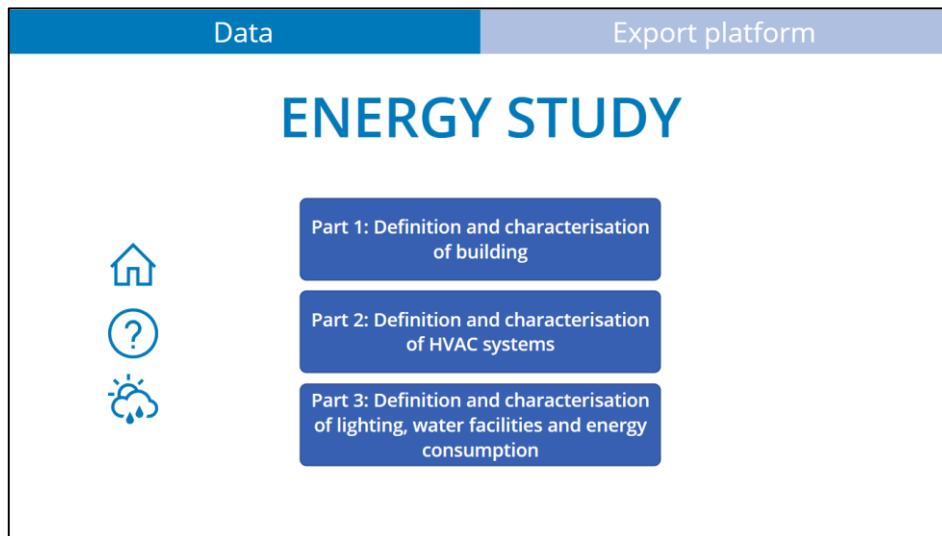 Data
Export platform
ENERGY STUDY
Part 1: Definition and characterisation
of building
?
Part 2: Definition and characterisation
of HVAC systems
Part 3: Definition and characterisation
of lighting, water facilities and energy
consumption